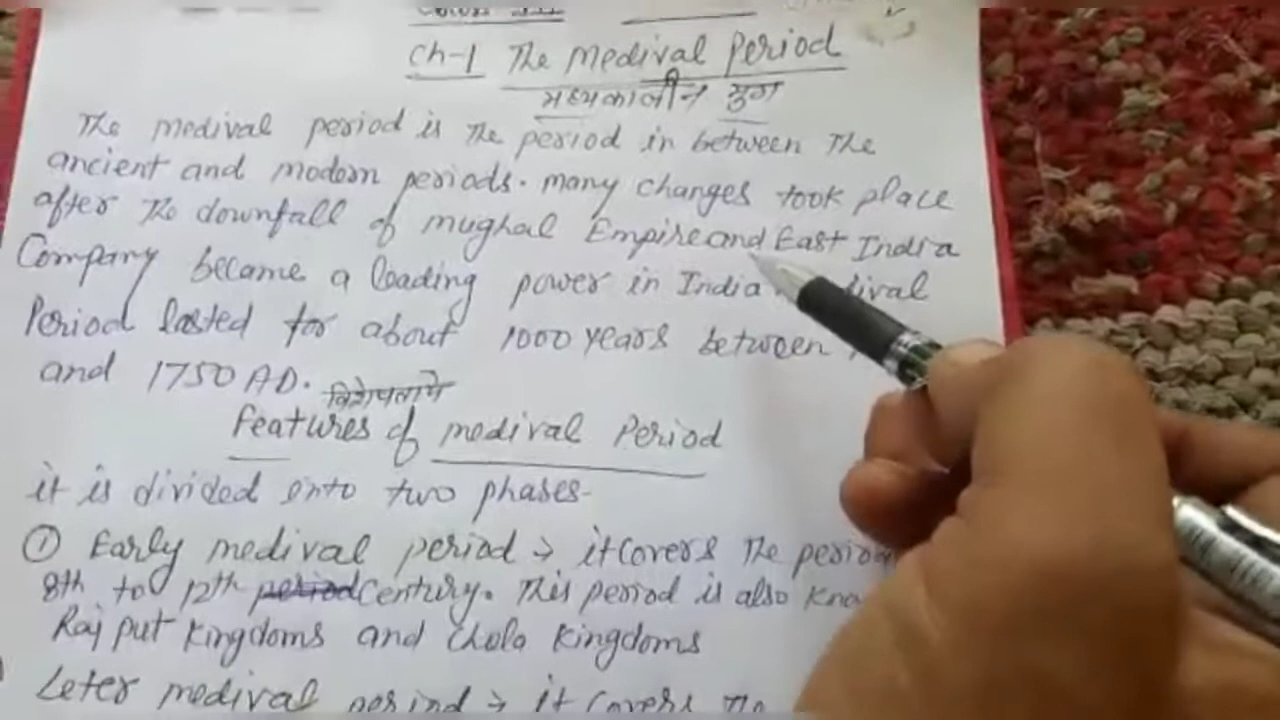 Ch-1 The Medival Period
मध्यकालीन युग
The medival period is the period in between the
ancient and modern periods. many changes took place
after the downfall of mughal Empire and East India
Company became a leading power in India
Period lasted for about 1000 years between
and 1750 AD.
विशेषताये
Features of medival Period
it is divided into two phases-
① Early medival period → it covers the period
8th to 12th period century. This period is also
Rajput kingdoms and Chola kingdoms
Leter medival period → it covers the